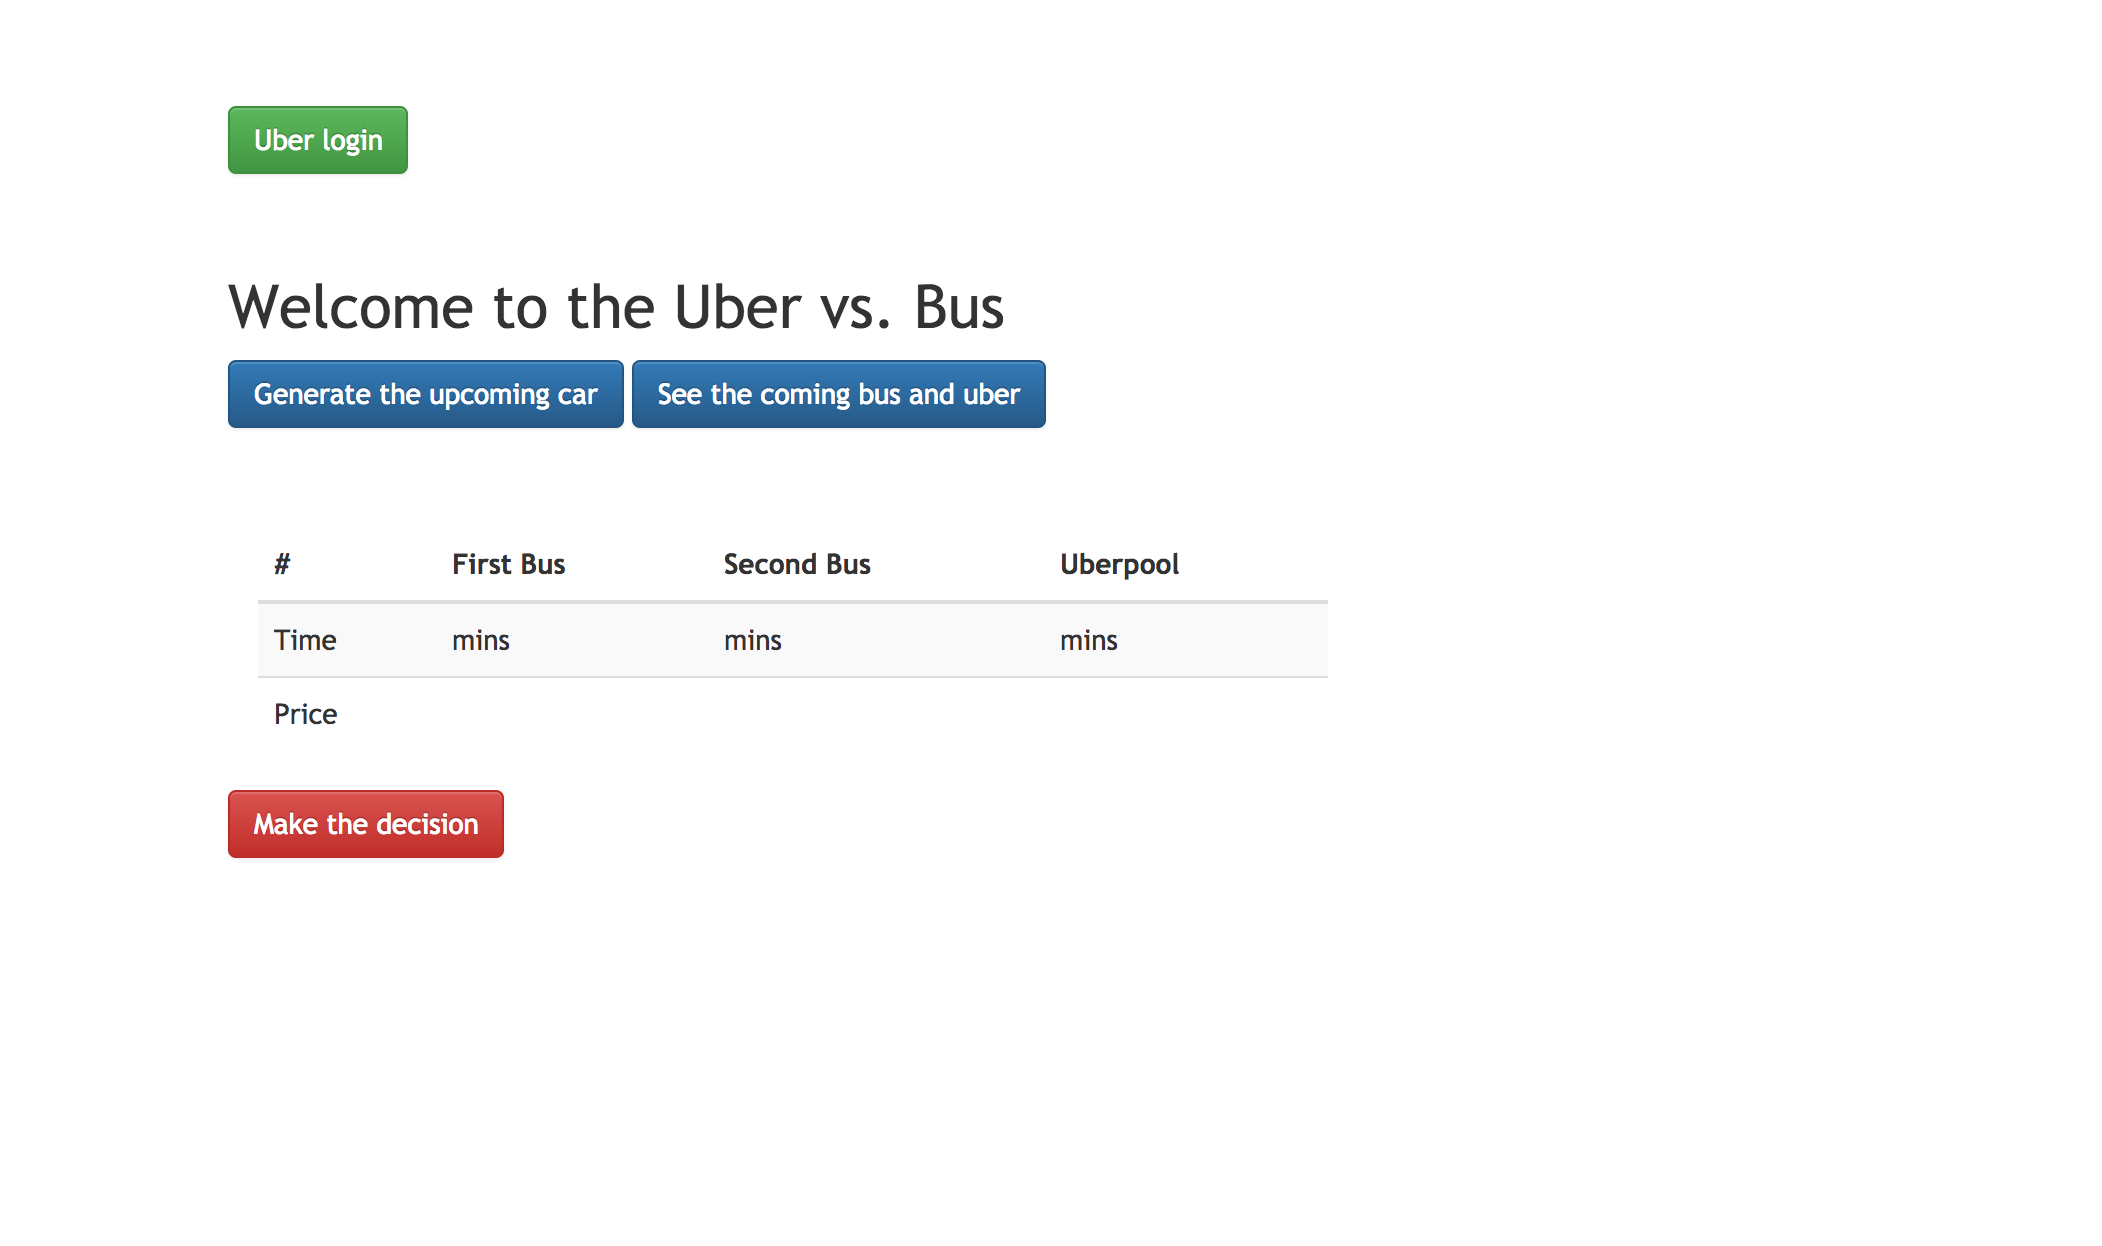 Uber login
Welcome to the Uber vs. Bus
Generate the upcoming car See the coming bus and uber
# First Bus Second Bus Uberpool
Time mins mins mins
Price
Make the decision